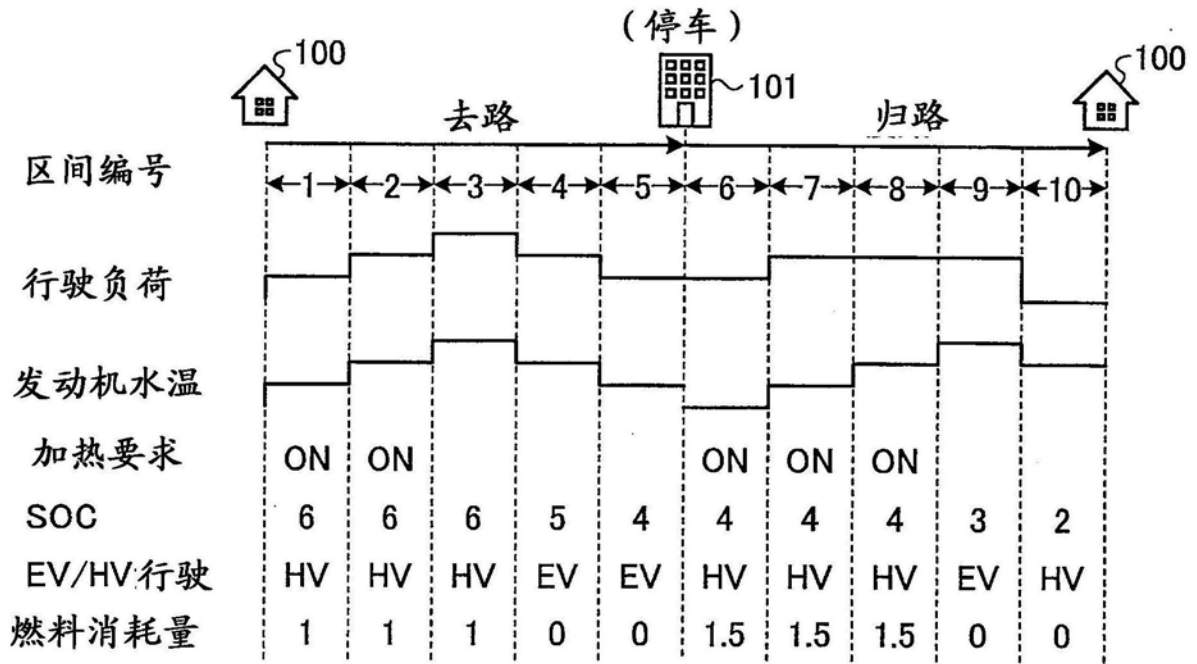 (停车)
100
101
100
去路
归路
区间编号
1 2 3 4 5 6 7 8 9 10
行驶负荷
发动机水温
加热要求 ON ON ON ON ON
SOC 6 6 6 5 4 4 4 4 3 2
EV/HV行驶 HV HV HV EV EV HV HV HV EV HV
燃料消耗量 1 1 1 0 0 1.5 1.5 1.5 0 0